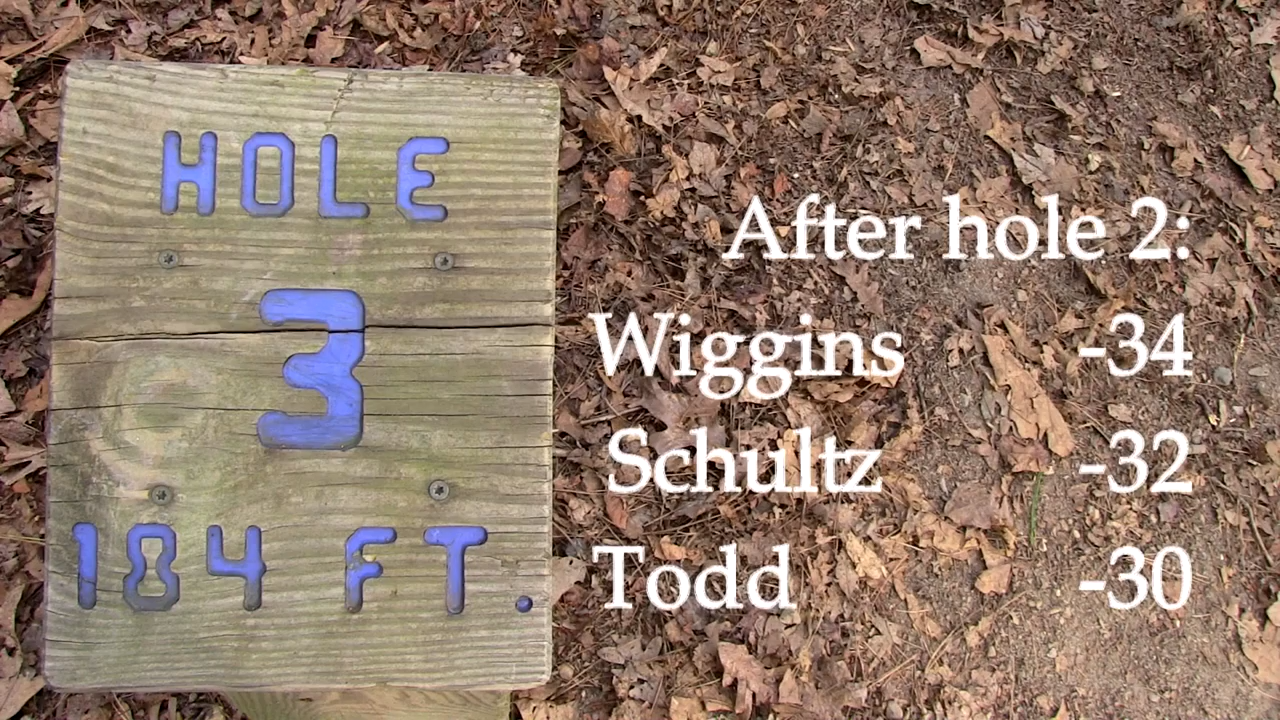 HOLE
3
184 FT.
After hole 2:
Wiggins -34
Schultz -32
Todd -30